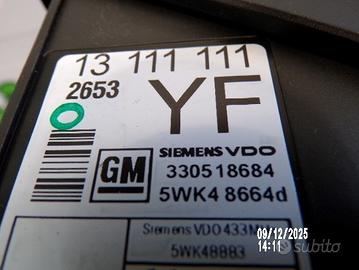 13 111 111
2653
YF
GM
SIEMENS VDO
330518684
5WK4 8664d
Siemens VDO 433M
5WK48883
09/12/2025
14:11
subito